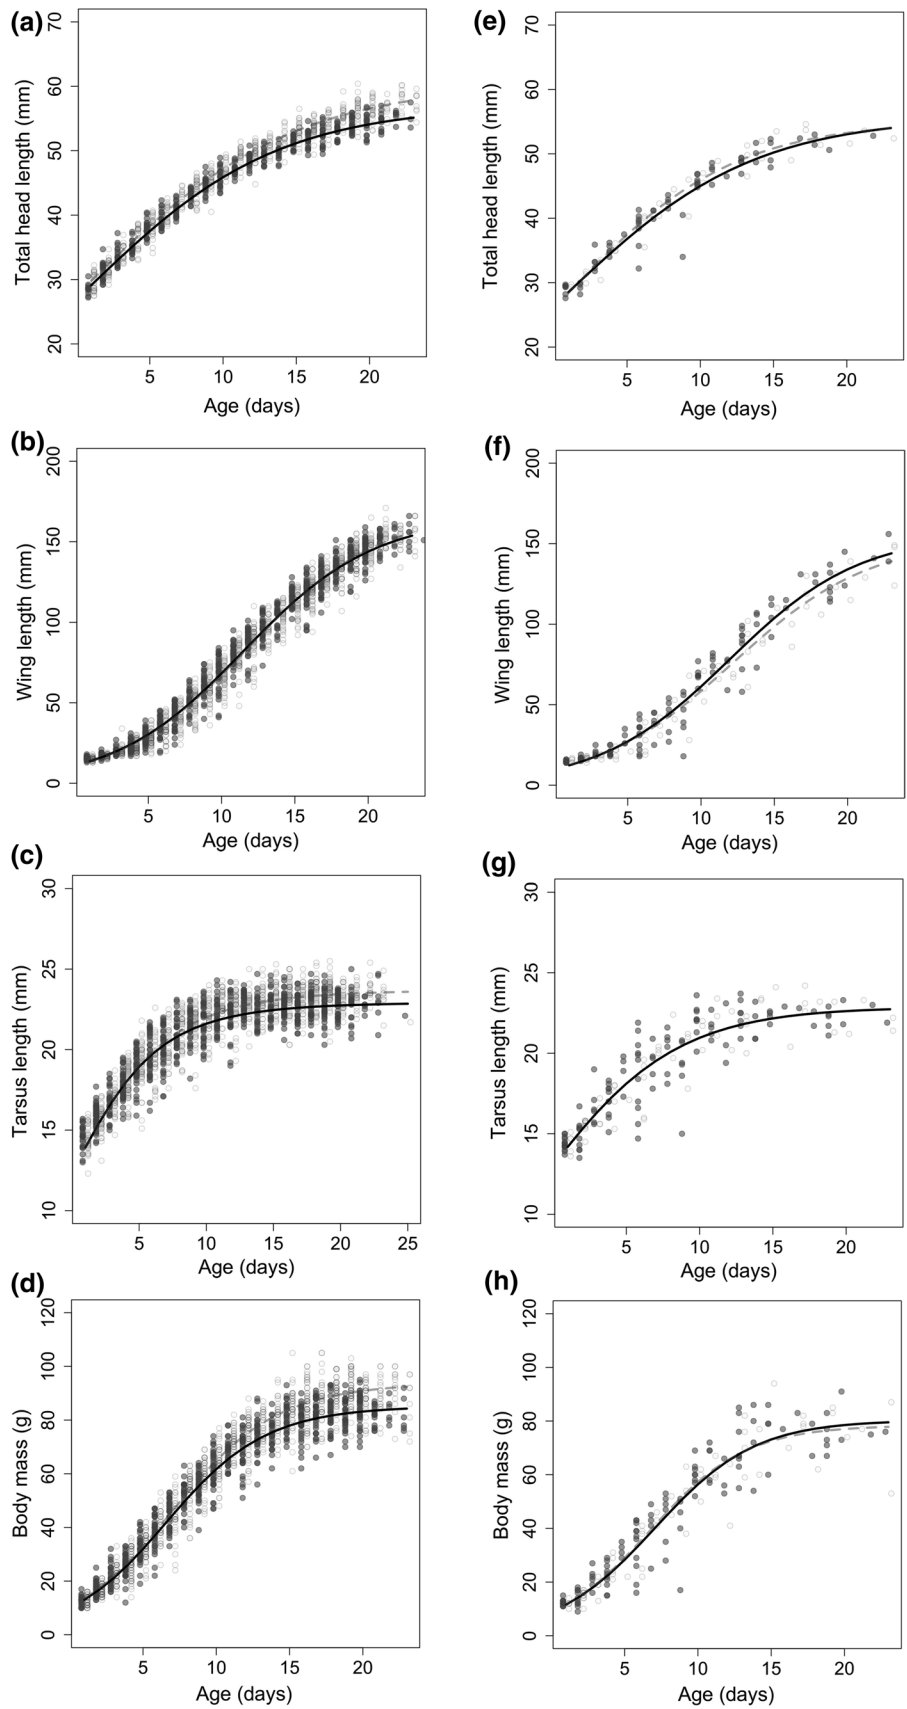 (a)
70
60
50
40
30
20
Total head length (mm)
5 10 15 20
Age (days)
(e)
70
60
50
40
30
20
Total head length (mm)
5 10 15 20
Age (days)
(b)
200
150
100
50
0
Wing length (mm)
5 10 15 20
Age (days)
(f)
200
150
100
50
0
Wing length (mm)
5 10 15 20
Age (days)
(c)
30
25
20
15
10
Tarsus length (mm)
5 10 15 20 25
Age (days)
(g)
30
25
20
15
10
Tarsus length (mm)
5 10 15 20
Age (days)
(d)
120
100
80
60
40
20
0
Body mass (g)
5 10 15 20
Age (days)
(h)
120
100
80
60
40
20
0
Body mass (g)
5 10 15 20
Age (days)